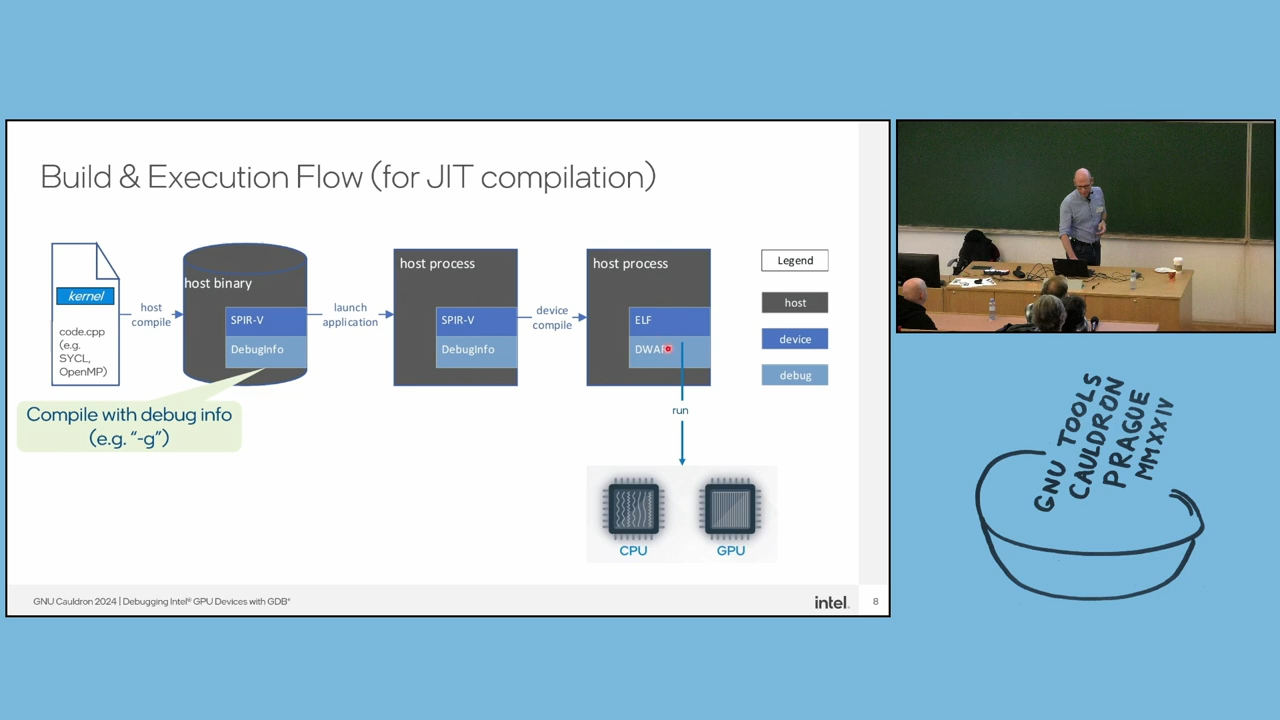 Build & Execution Flow (for JIT compilation)
kernel
code.cpp
(e.g.
SYCL,
OpenMP)
host
compile
host binary
SPIR-V
DebugInfo
launch
application
host process
SPIR-V
DebugInfo
device
compile
host process
ELF
run
CPU
GPU
Legend
host
device
debug
Compile with debug info
(e.g. “-g”)
GNU Cauldron 2024 | Debugging Intel® GPU Devices with GDB*
intel.
8
GNU TOOLS
CAULDRON
PRAGUE
MMXXIV